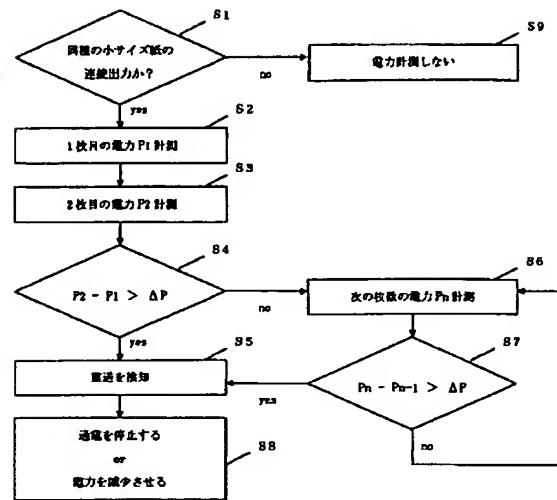 S1
同種の小サイズ紙の
連続出力か?
no
yes
S9
電力計測しない
S2
1枚目の電力P1計測
S3
2枚目の電力P2計測
S4
P2 - P1 > ΔP
no
yes
S6
次の枚数の電力Pn計測
S5
重送を検知
S7
Pn - Pn-1 > ΔP
yes
no
S8
通電を停止する
or
電力を減少させる